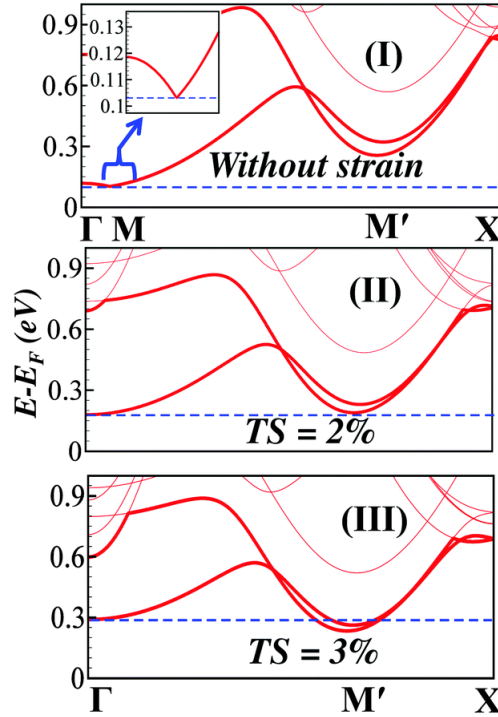 0.13
0.12
0.11
0.1
0.9
0.6
0.3
0
(I)
Without strain
Γ M M′ X
E-E_F (eV)
0.9
0.6
0.3
0
(II)
TS = 2%
0.9
0.6
0.3
0
(III)
TS = 3%
Γ M′ X